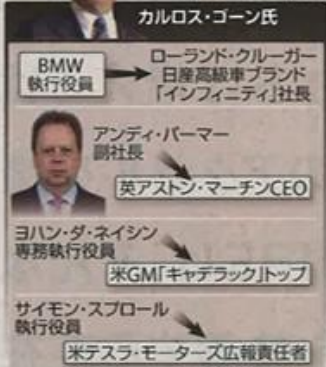 カルロス・ゴーン氏
BMW
執行役員
ローランド・クルーガー
日産高級車ブランド
「インフィニティ」社長
アンディ・パーマー
副社長
英アストン・マーチンCEO
ヨハン・ダ・ネイシン
専務執行役員
米GM「キャデラック」トップ
サイモン・スプロール
執行役員
米テスラ・モーターズ広報責任者